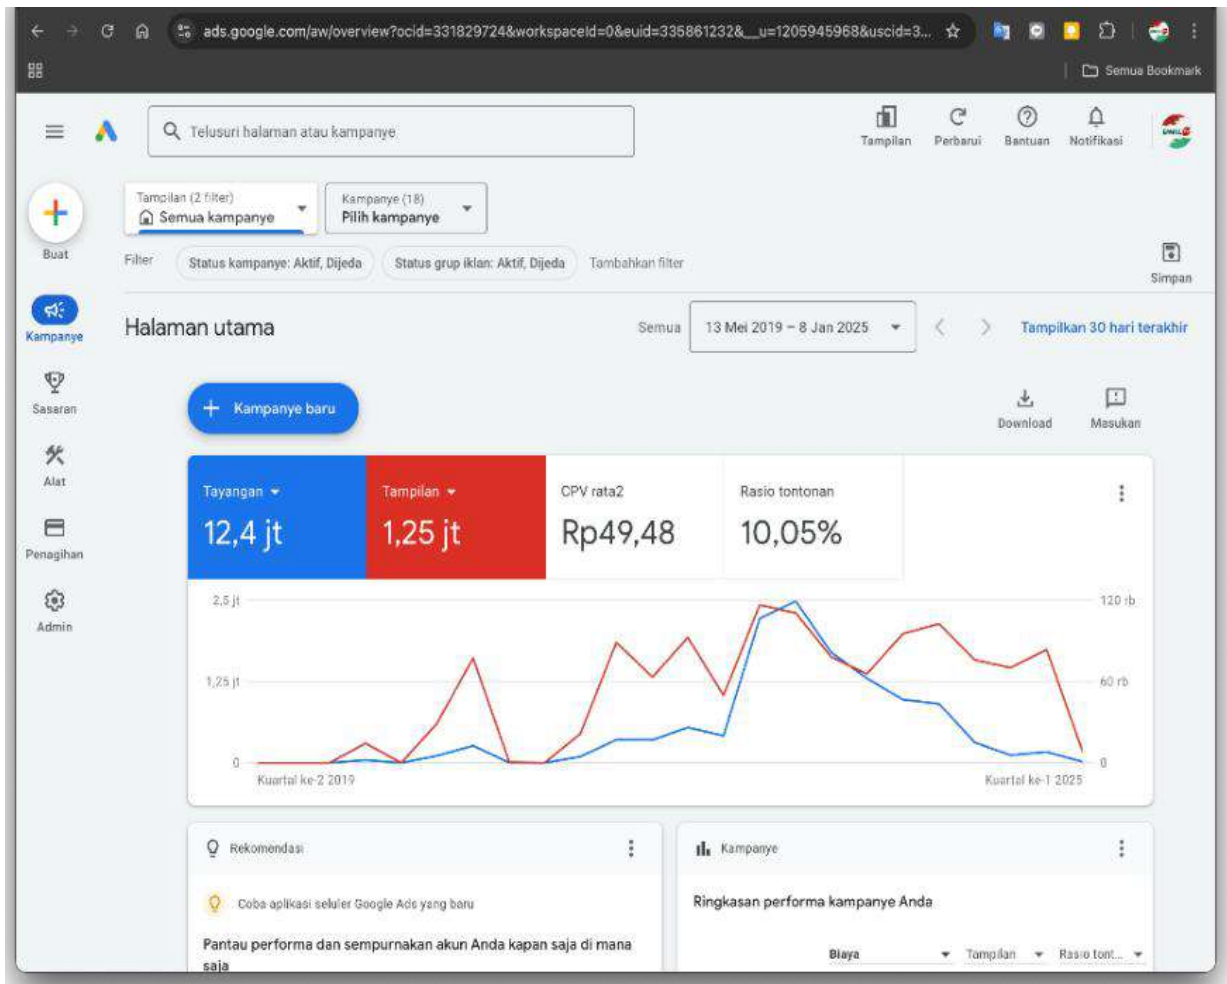 ads.google.com/aw/overview?ocid=331829724&workspaceId=0&euid=335861232&__u=1205945968&uscid=3...
Semua Bookmark
Telusuri halaman atau kampanye
Tampilan Perbarui Bantuan Notifikasi
Buat
Tampilan (2 filter)
Semua kampanye
Kampanye (18)
Pilih kampanye
Filter Status kampanye: Aktif, Dijeda Status grup iklan: Aktif, Dijeda Tambahkan filter
Simpan
Kampanye
Sasaran
Alat
Penagihan
Admin
Halaman utama Semua 13 Mei 2019 – 8 Jan 2025 Tampilkan 30 hari terakhir
+ Kampanye baru
Download Masukan
Tayangan Tampilan CPV rata2 Rasio tontonan
12,4 jt 1,25 jt Rp49,48 10,05%
2,5 jt 120 rb
1,25 jt 60 rb
0 0
Kuartal ke-2 2019 Kuartal ke-1 2025
Rekomendasi
Coba aplikasi seluler Google Ads yang baru
Pantau performa dan sempurnakan akun Anda kapan saja di mana
saja
Kampanye
Ringkasan performa kampanye Anda
Biaya Tampilan Rasio tont...